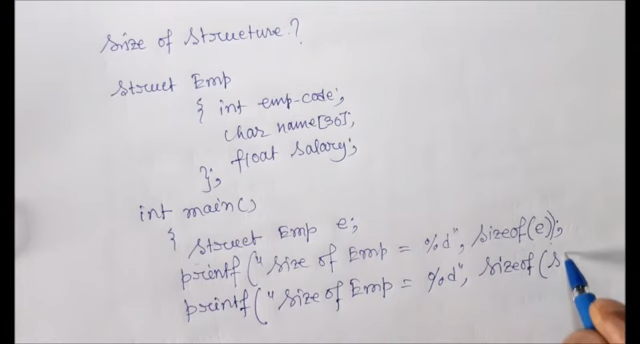 Size of Structure?
Struct Emp
{ int emp-code;
char name[30];
float salary;
};
int main()
{ Struct Emp e;
printf("Size of Emp = %d", sizeof(e));
printf("Size of Emp = %d", sizeof(s